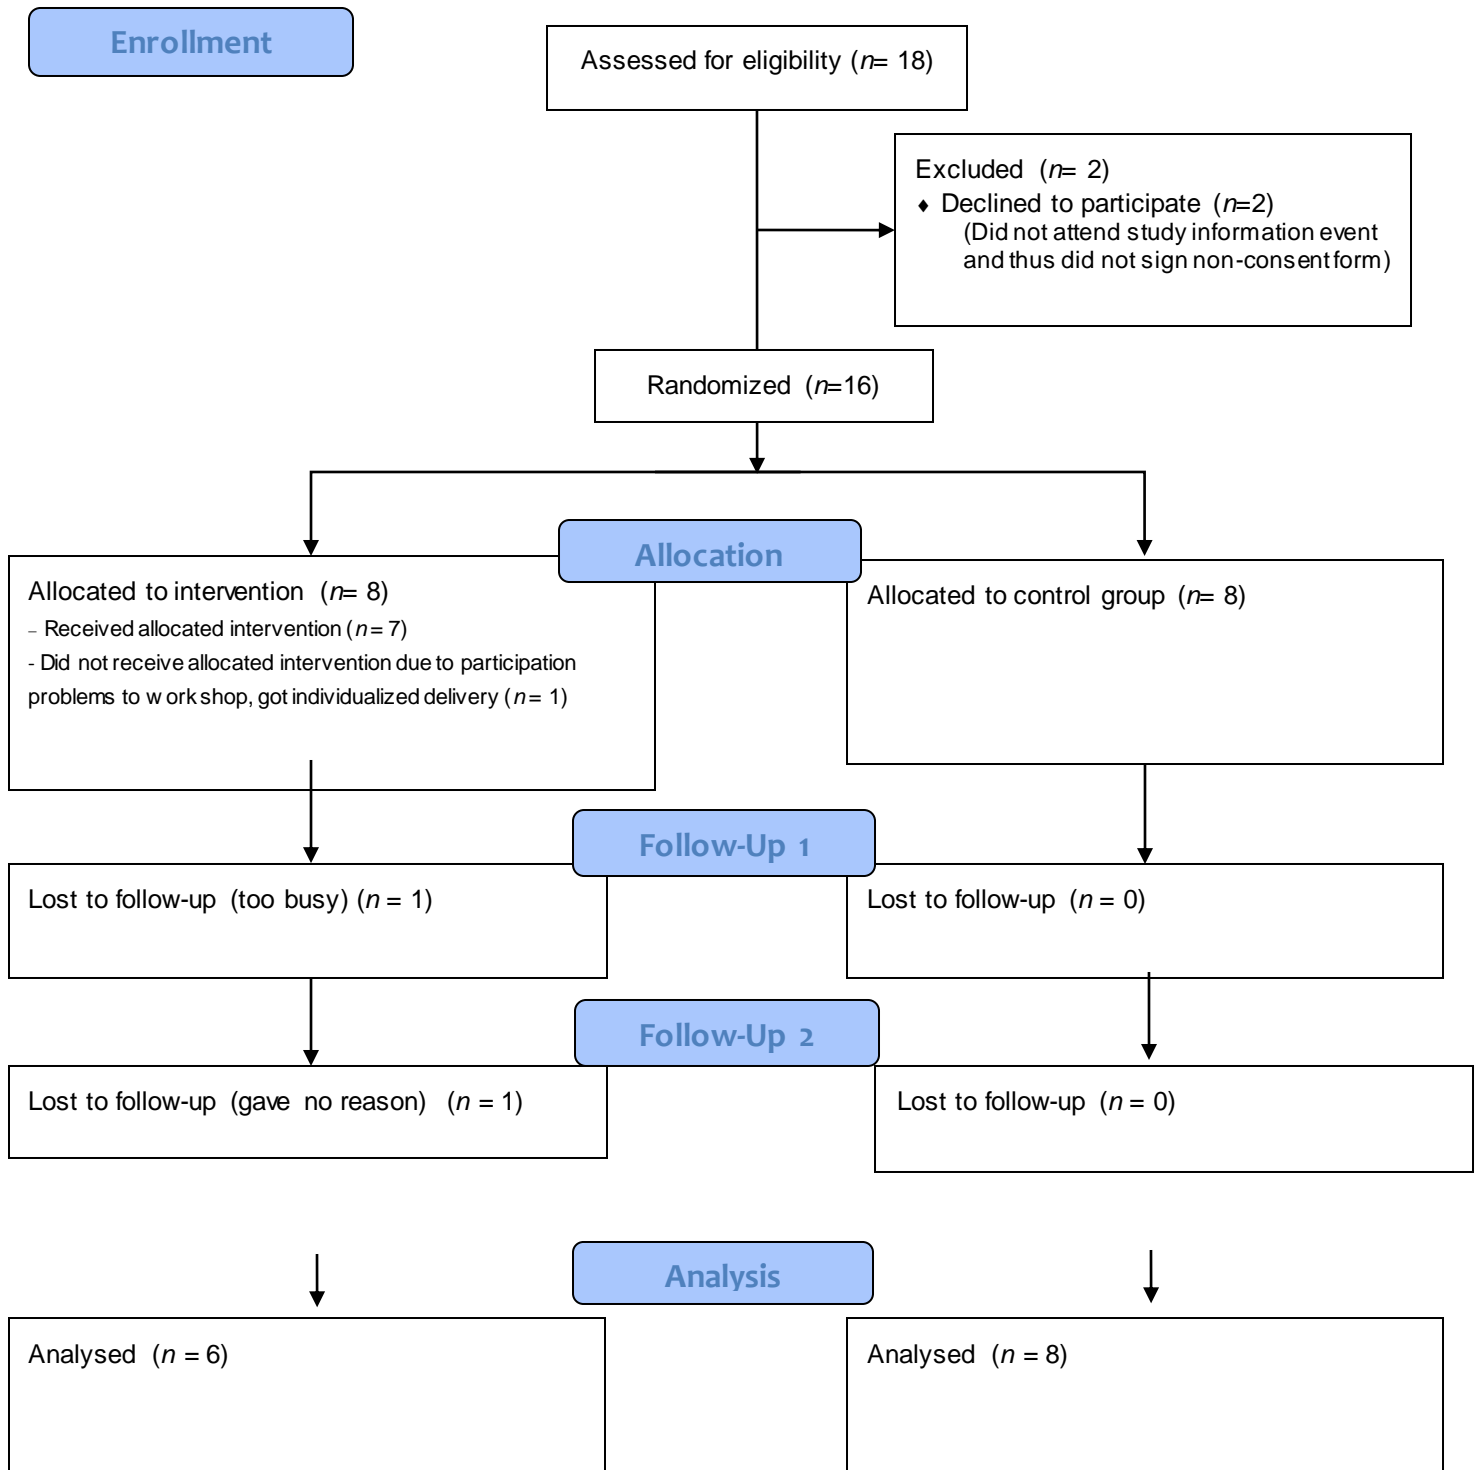 Enrollment
Assessed for eligibility (n= 18)
Excluded (n= 2)
♦ Declined to participate (n=2)
(Did not attend study information event
and thus did not sign non-consent form)
Randomized (n=16)
Allocation
Allocated to intervention (n= 8)
– Received allocated intervention (n = 7)
- Did not receive allocated intervention due to participation
problems to work shop, got individualized delivery (n = 1)
Allocated to control group (n= 8)
Follow-Up 1
Lost to follow-up (too busy) (n = 1)
Lost to follow-up (n = 0)
Follow-Up 2
Lost to follow-up (gave no reason) (n = 1)
Lost to follow-up (n = 0)
Analysis
Analysed (n = 6)
Analysed (n = 8)